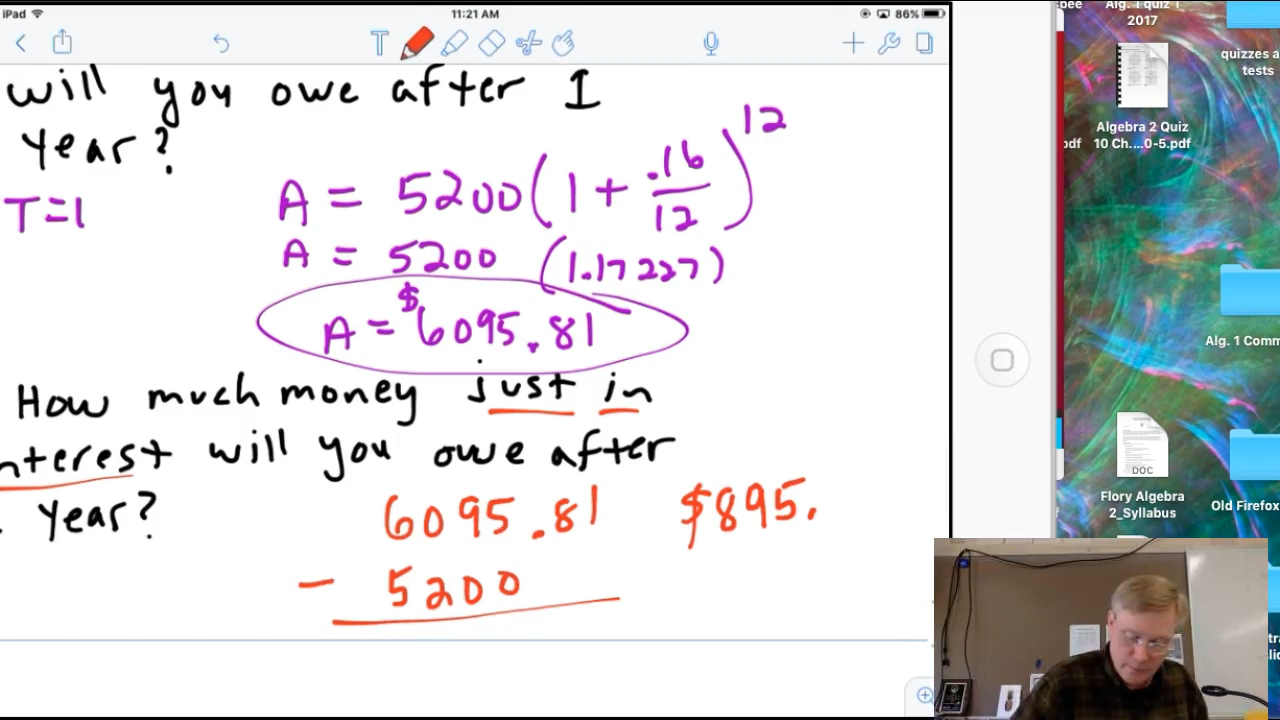 iPad
11:21 AM
86%
will you owe after 1
year?
T=1
A = 5200(1 + .16/12)^12
A = 5200 (1.17227)
A = $6095.81
How much money just in
nterest will you owe after
year?
6095.81
- 5200
$895.
Alg. 1 quiz 1
2017
quizzes a
tests
Algebra 2 Quiz
10 Ch....0-5.pdf
.pdf
Alg. 1 Comm
DOC
Flory Algebra
2_Syllabus
Old Firefox